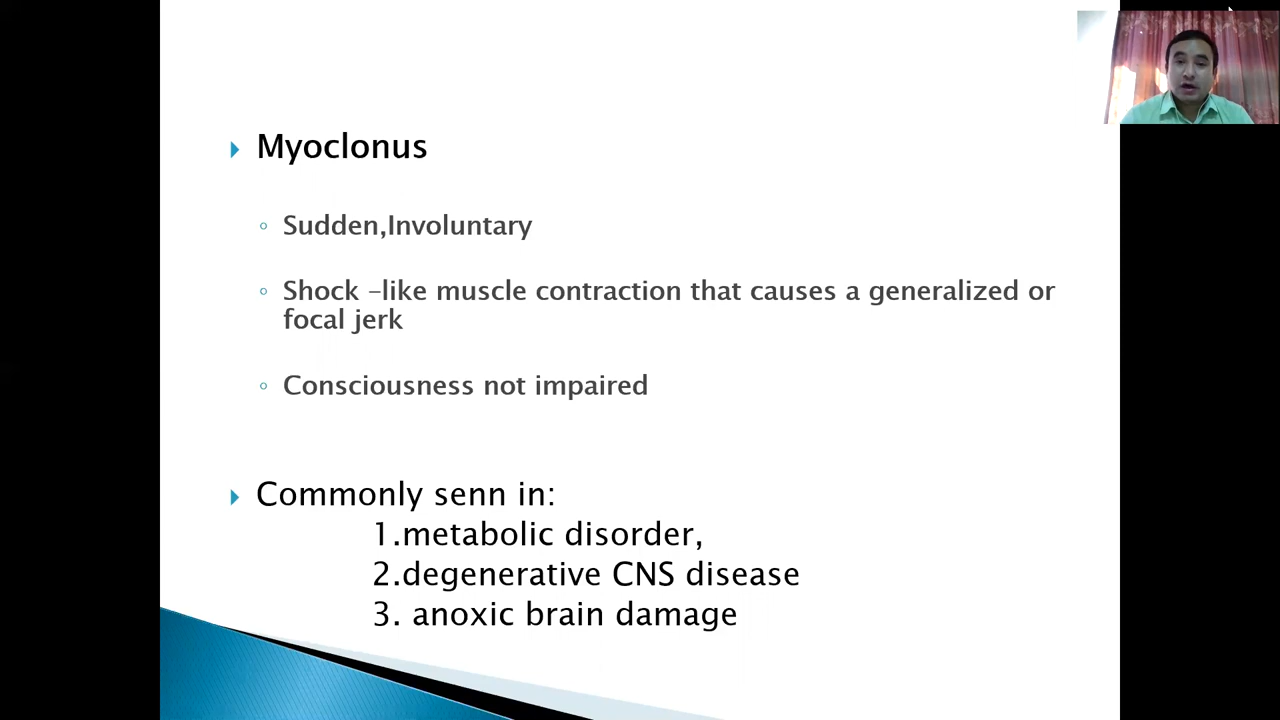 Myoclonus
Sudden,Involuntary
Shock -like muscle contraction that causes a generalized or
focal jerk
Consciousness not impaired
Commonly senn in:
1.metabolic disorder,
2.degenerative CNS disease
3. anoxic brain damage